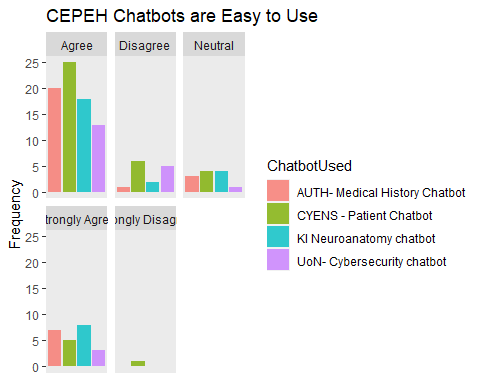 CEPEH Chatbots are Easy to Use
Agree Disagree Neutral
25
20
15
10
5
0
Frequency
trongly Agre ongly Disag
25
20
15
10
5
0
ChatbotUsed
AUTH- Medical History Chatbot
CYENS - Patient Chatbot
KI Neuroanatomy chatbot
UoN- Cybersecurity chatbot